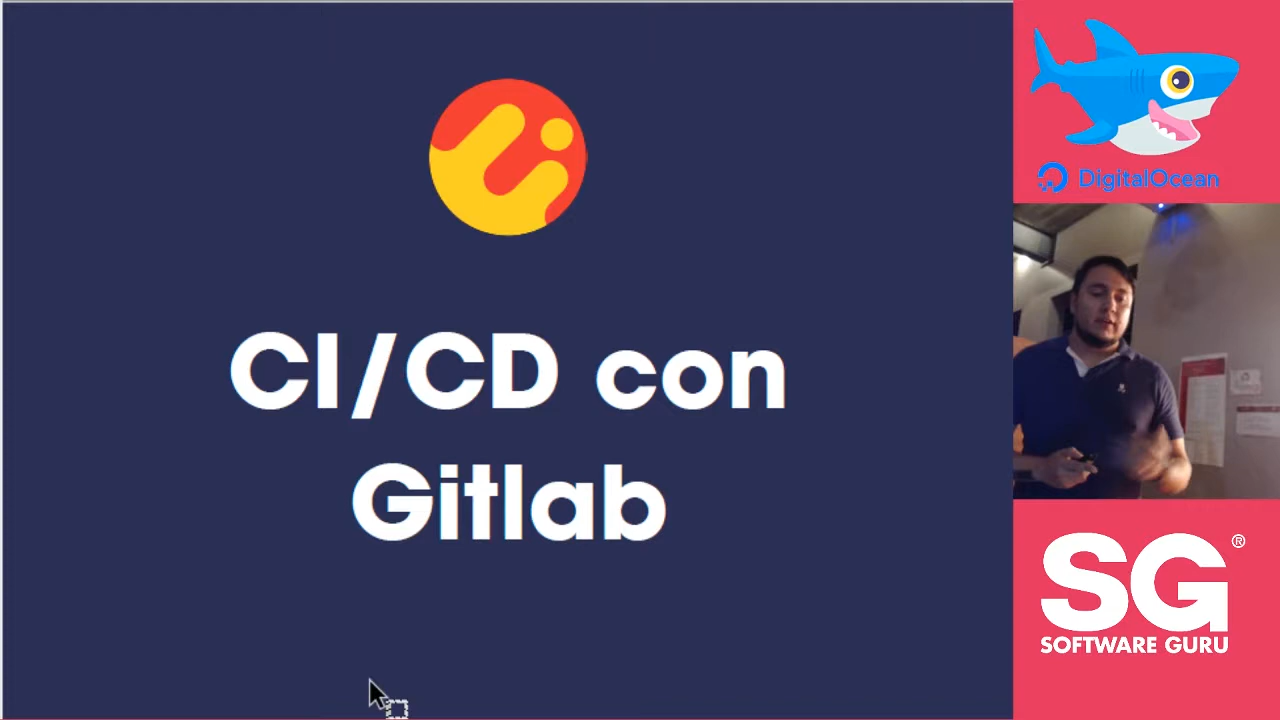 CI/CD con
Gitlab
DigitalOcean
SG®
SOFTWARE GURU